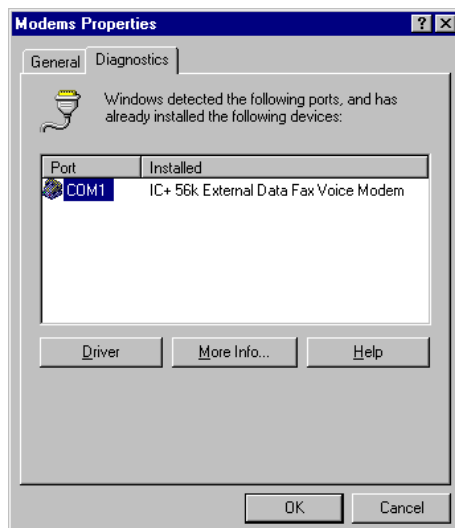 Modems Properties
General Diagnostics
Windows detected the following ports, and has
already installed the following devices:
Port Installed
COM1 IC+ 56k External Data Fax Voice Modem
Driver More Info... Help
OK Cancel